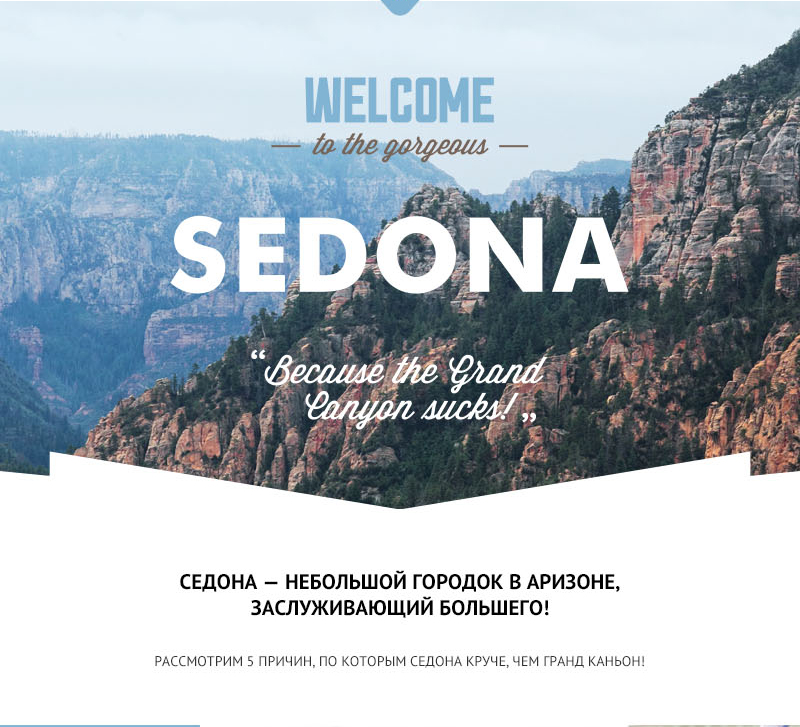 WELCOME
— to the gorgeous —
SEDONA
“Because the Grand
Canyon sucks!„
СЕДОНА — НЕБОЛЬШОЙ ГОРОДОК В АРИЗОНЕ,
ЗАСЛУЖИВАЮЩИЙ БОЛЬШЕГО!
РАССМОТРИМ 5 ПРИЧИН, ПО КОТОРЫМ СЕДОНА КРУЧЕ, ЧЕМ ГРАНД КАНЬОН!